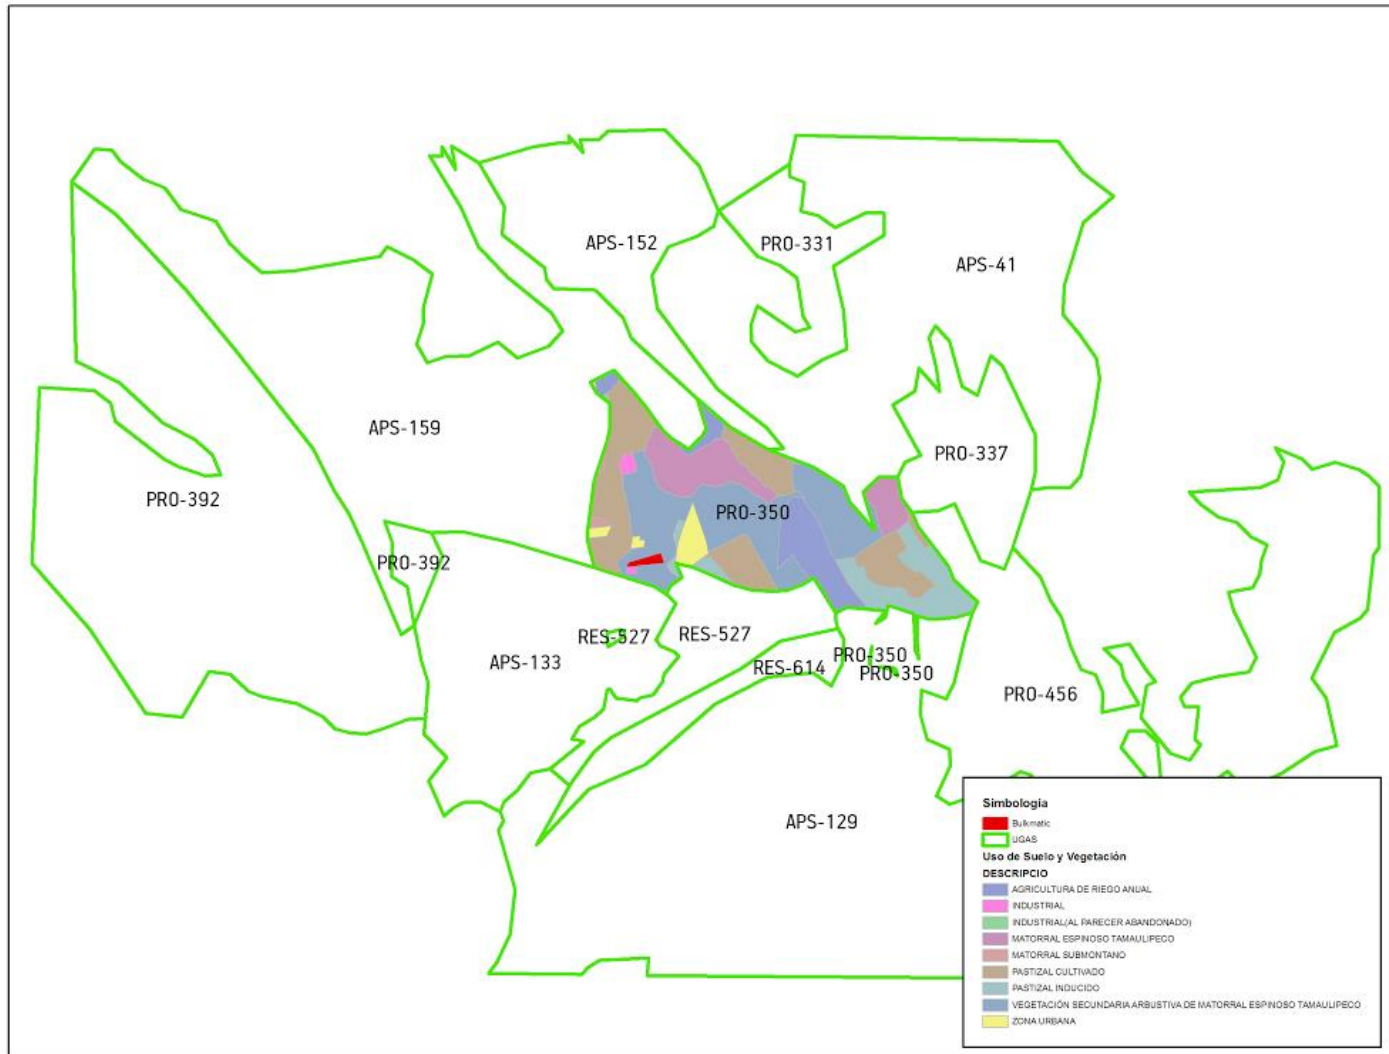 APS-152
PRO-331
APS-41
APS-159
PRO-337
PRO-392
PRO-350
PRO-392
RES-527
RES-527
APS-133
RES-614
PRO-350
PRO-350
PRO-456
APS-129
Simbologia
Bulkmatic
UGAS
Uso de Suelo y Vegetación
DESCRIPCIO
AGRICULTURA DE RIEGO ANUAL
INDUSTRIAL
INDUSTRIAL(AL PARECER ABANDONADO)
MATORRAL ESPINOSO TAMAULIPECO
MATORRAL SUBMONTANO
PASTIZAL CULTIVADO
PASTIZAL INDUCIDO
VEGETACIÓN SECUNDARIA ARBUSTIVA DE MATORRAL ESPINOSO TAMAULIPECO
ZONA URBANA